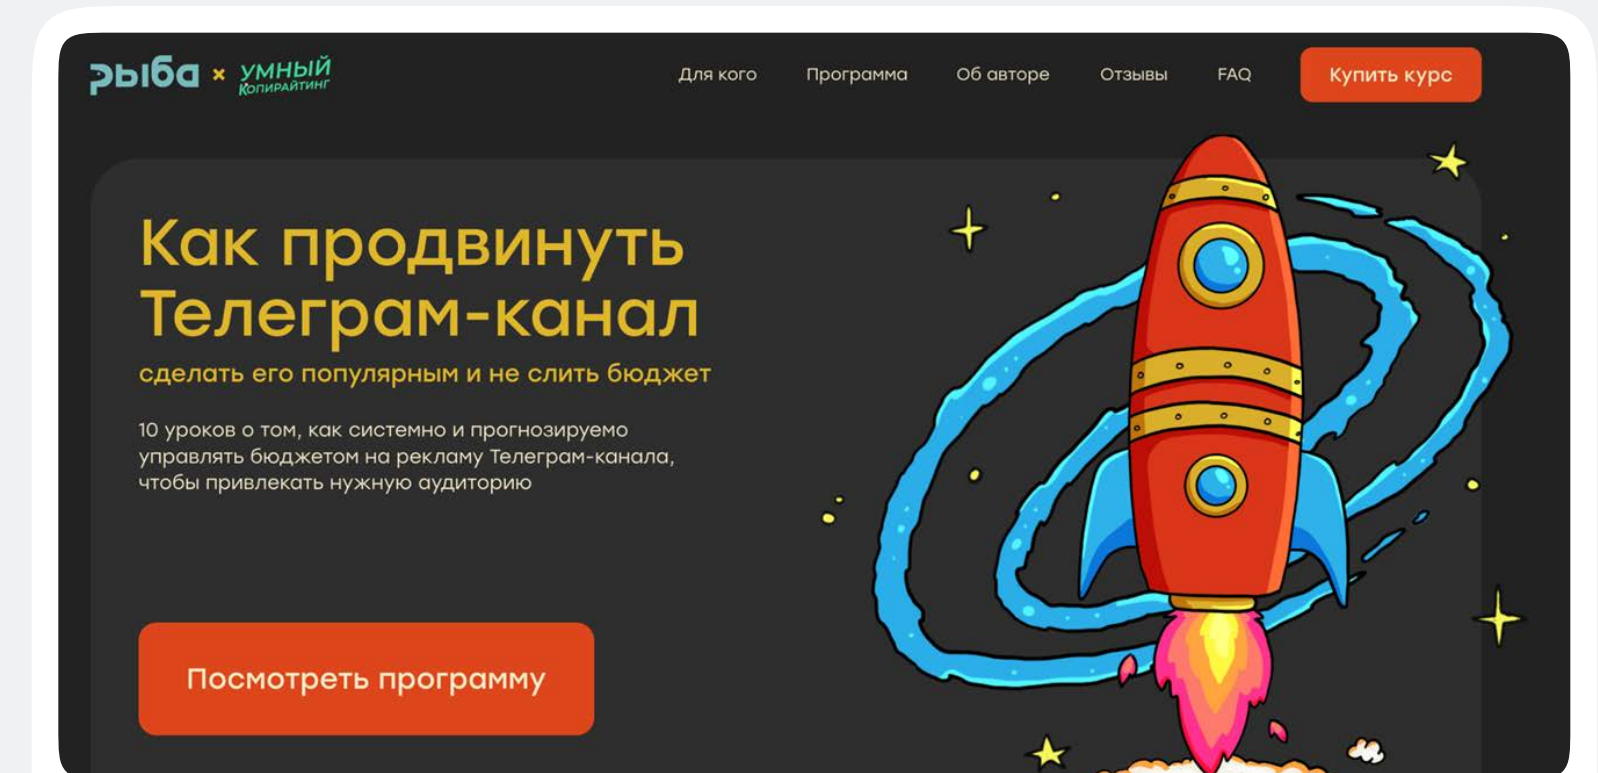 рыба × УМНЫЙ КОПИРАЙТИНГ
Для кого Программа Об авторе Отзывы FAQ Купить курс
Как продвинуть
Телеграм-канал
сделать его популярным и не слить бюджет
10 уроков о том, как системно и прогнозируемо
управлять бюджетом на рекламу Телеграм-канала,
чтобы привлекать нужную аудиторию
Посмотреть программу